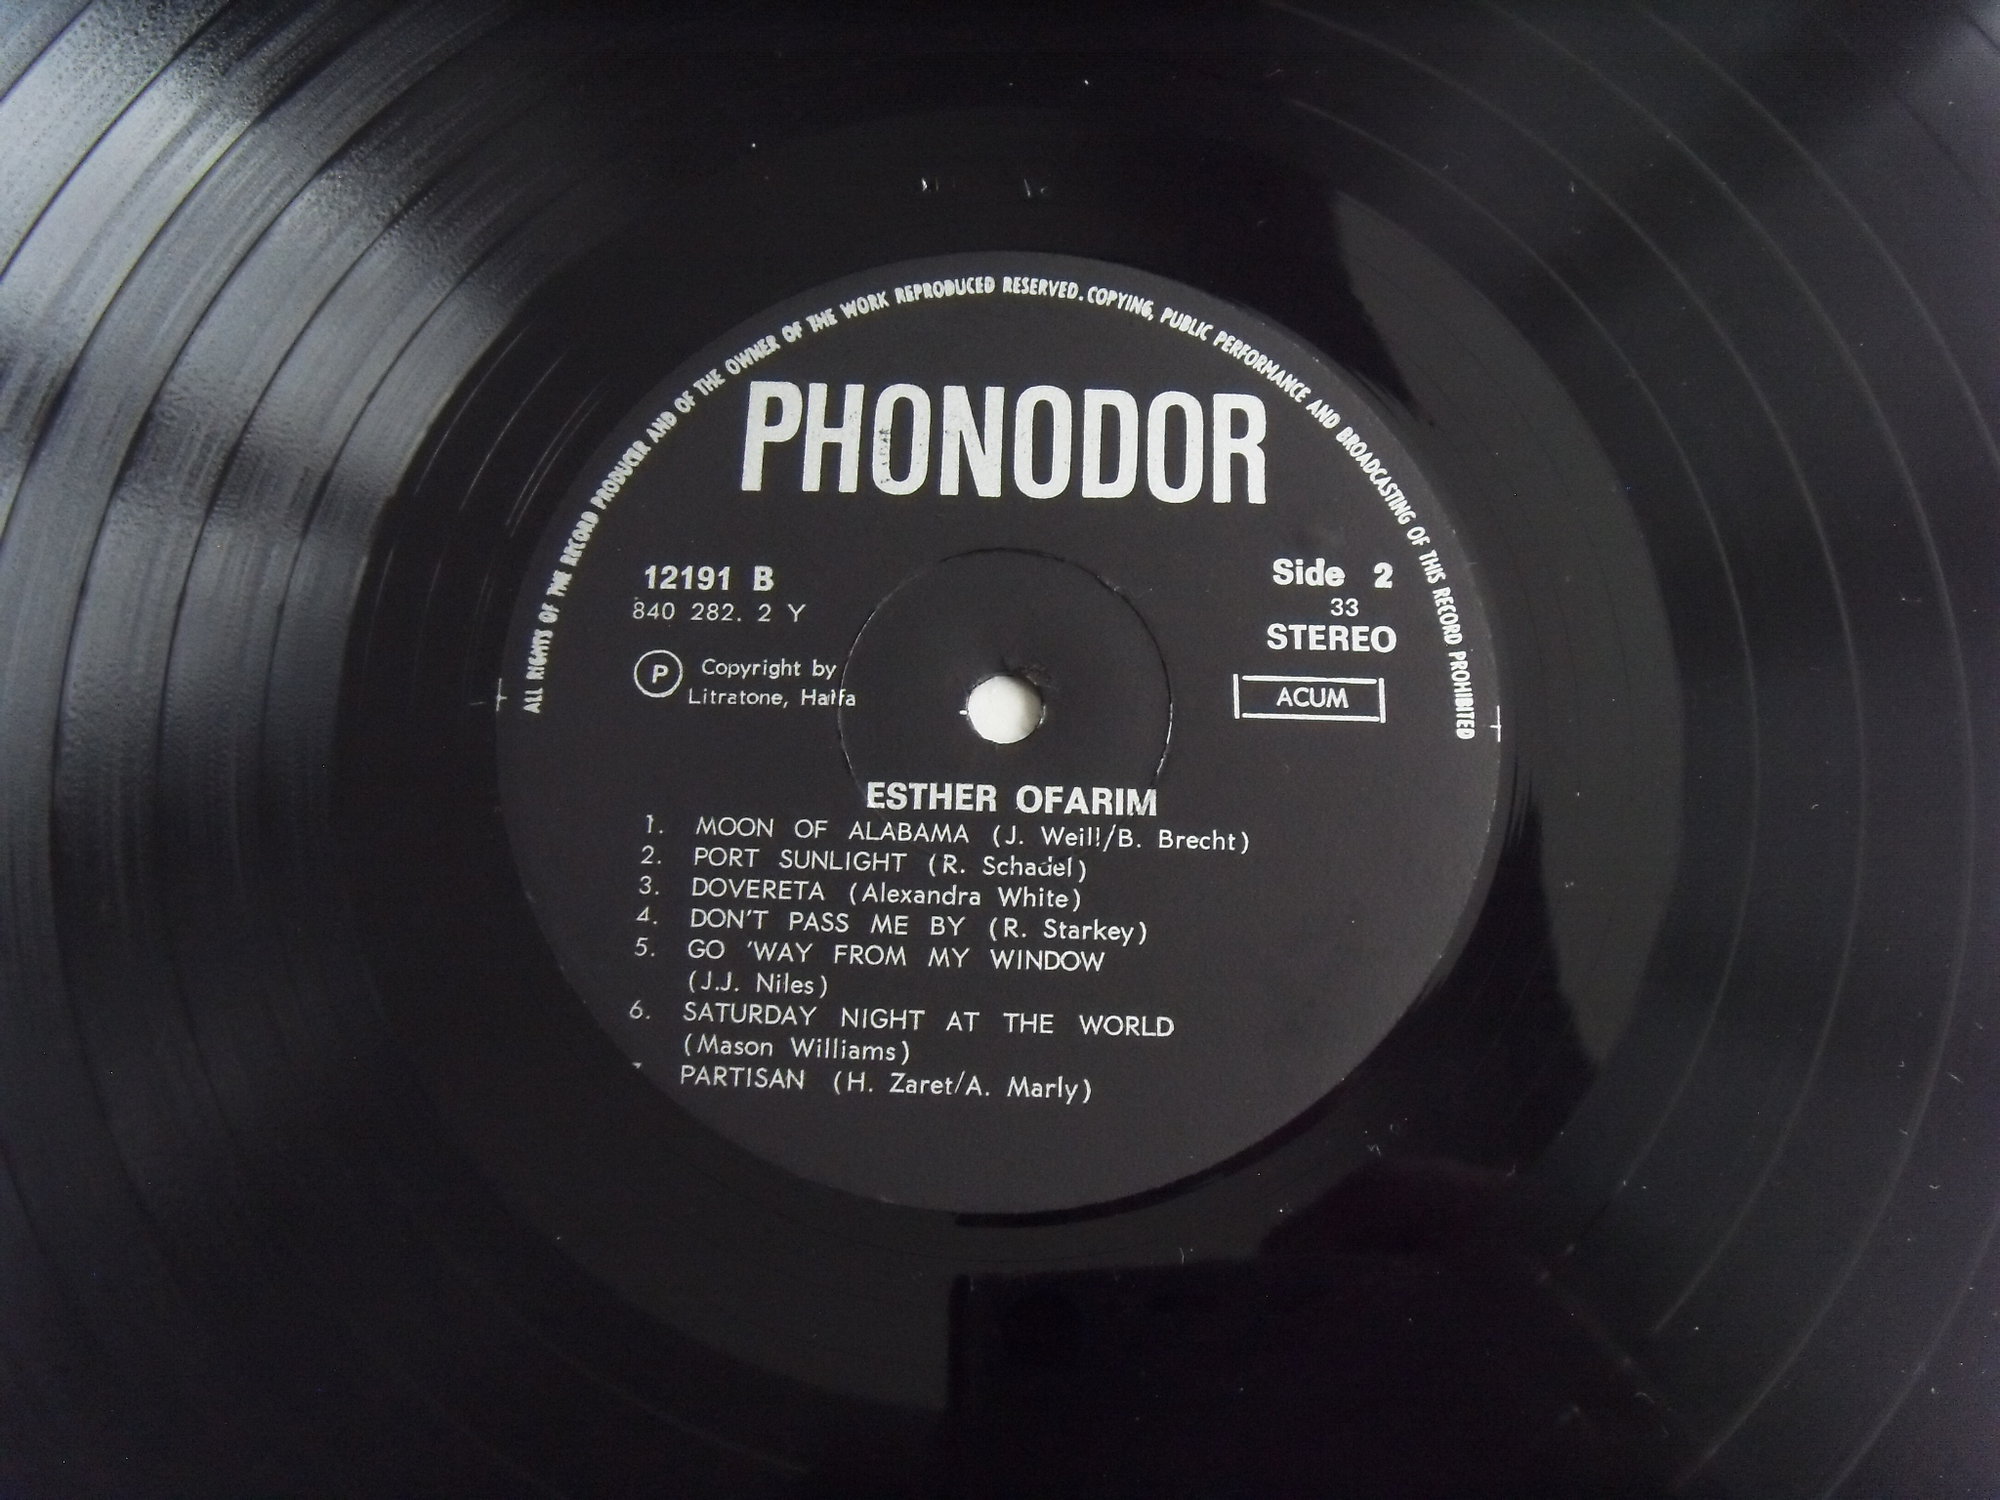 ALL RIGHTS OF THE RECORD PRODUCER AND OF THE OWNER OF THE WORK REPRODUCED RESERVED. COPYING, PUBLIC PERFORMANCE AND BROADCASTING OF THIS RECORD PROHIBITED
PHONODOR
12191 B
840 282. 2 Y
P Copyright by
Litratone, Haifa
Side 2
33
STEREO
ACUM
ESTHER OFARIM
1. MOON OF ALABAMA (J. Weill/B. Brecht)
2. PORT SUNLIGHT (R. Schadel)
3. DOVERETA (Alexandra White)
4. DON'T PASS ME BY (R. Starkey)
5. GO 'WAY FROM MY WINDOW
(J.J. Niles)
6. SATURDAY NIGHT AT THE WORLD
(Mason Williams)
PARTISAN (H. Zaret/A. Marly)